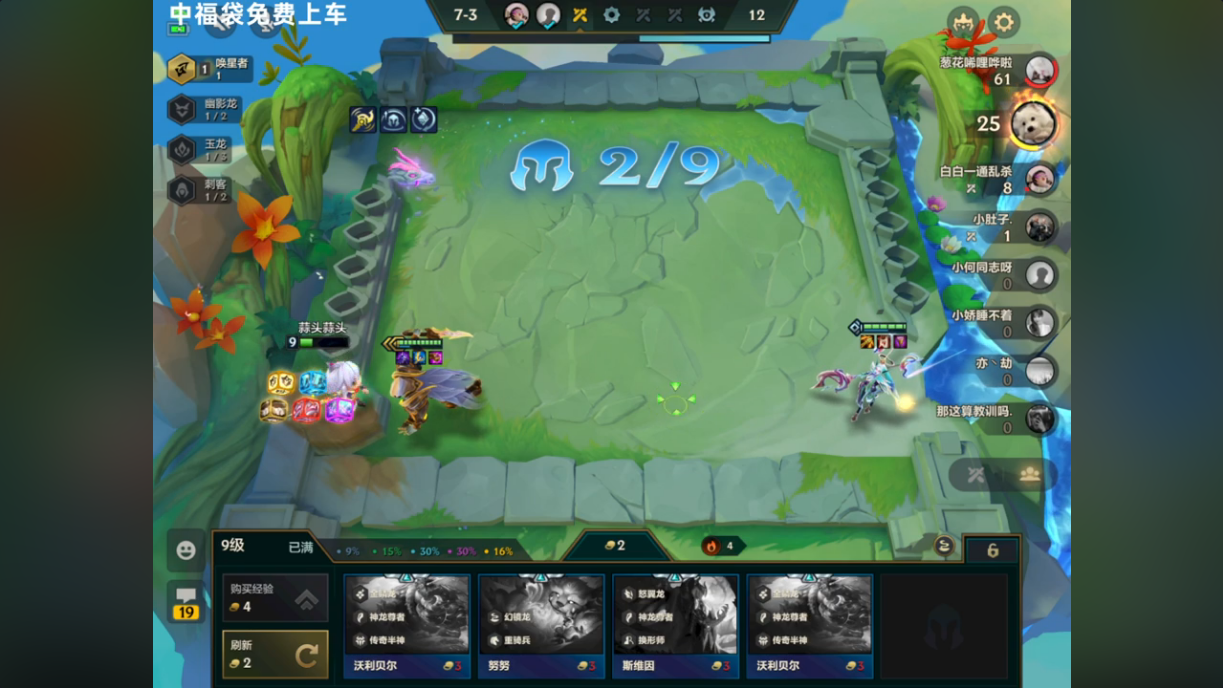 中福袋免费上车
7-3
12
1
唤星者
1
幽影龙
1/2
玉龙
1/3
刺客
1/2
2/9
葱花唏哩哗啦
61
25
白白一通乱杀
8
小肚子.
1
小何同志呀
0
小娇睡不着
0
亦丶劫
0
那这算教训吗.
0
蒜头蒜头
9
19
9级
已满
9%
15%
30%
30%
16%
2
4
6
购买经验
4
刷新
2
神龙尊者
传奇半神
沃利贝尔
3
幻镜龙
重骑兵
努努
3
怒翼龙
神龙尊者
换形师
斯维因
3
神龙尊者
传奇半神
沃利贝尔
3